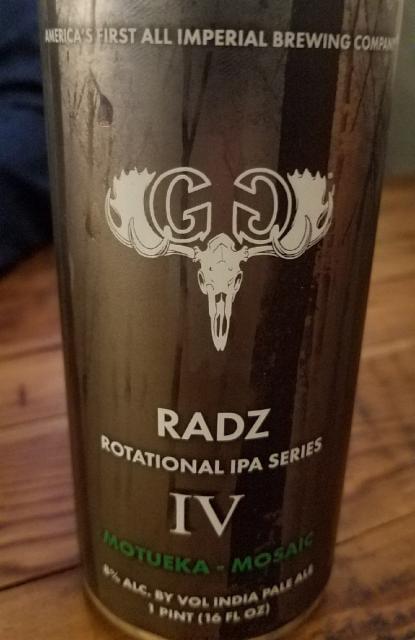 AMERICA'S FIRST ALL IMPERIAL BREWING COMPANY
G G
RADZ
ROTATIONAL IPA SERIES
IV
MOTUEKA - MOSAIC
8% ALC. BY VOL INDIA PALE ALE
1 PINT (16 FL OZ)